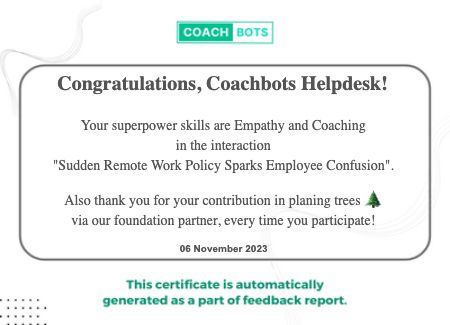 COACH BOTS
Congratulations, Coachbots Helpdesk!
Your superpower skills are Empathy and Coaching
in the interaction
"Sudden Remote Work Policy Sparks Employee Confusion".
Also thank you for your contribution in planing trees 🌲
via our foundation partner, every time you participate!
06 November 2023
This certificate is automatically
generated as a part of feedback report.